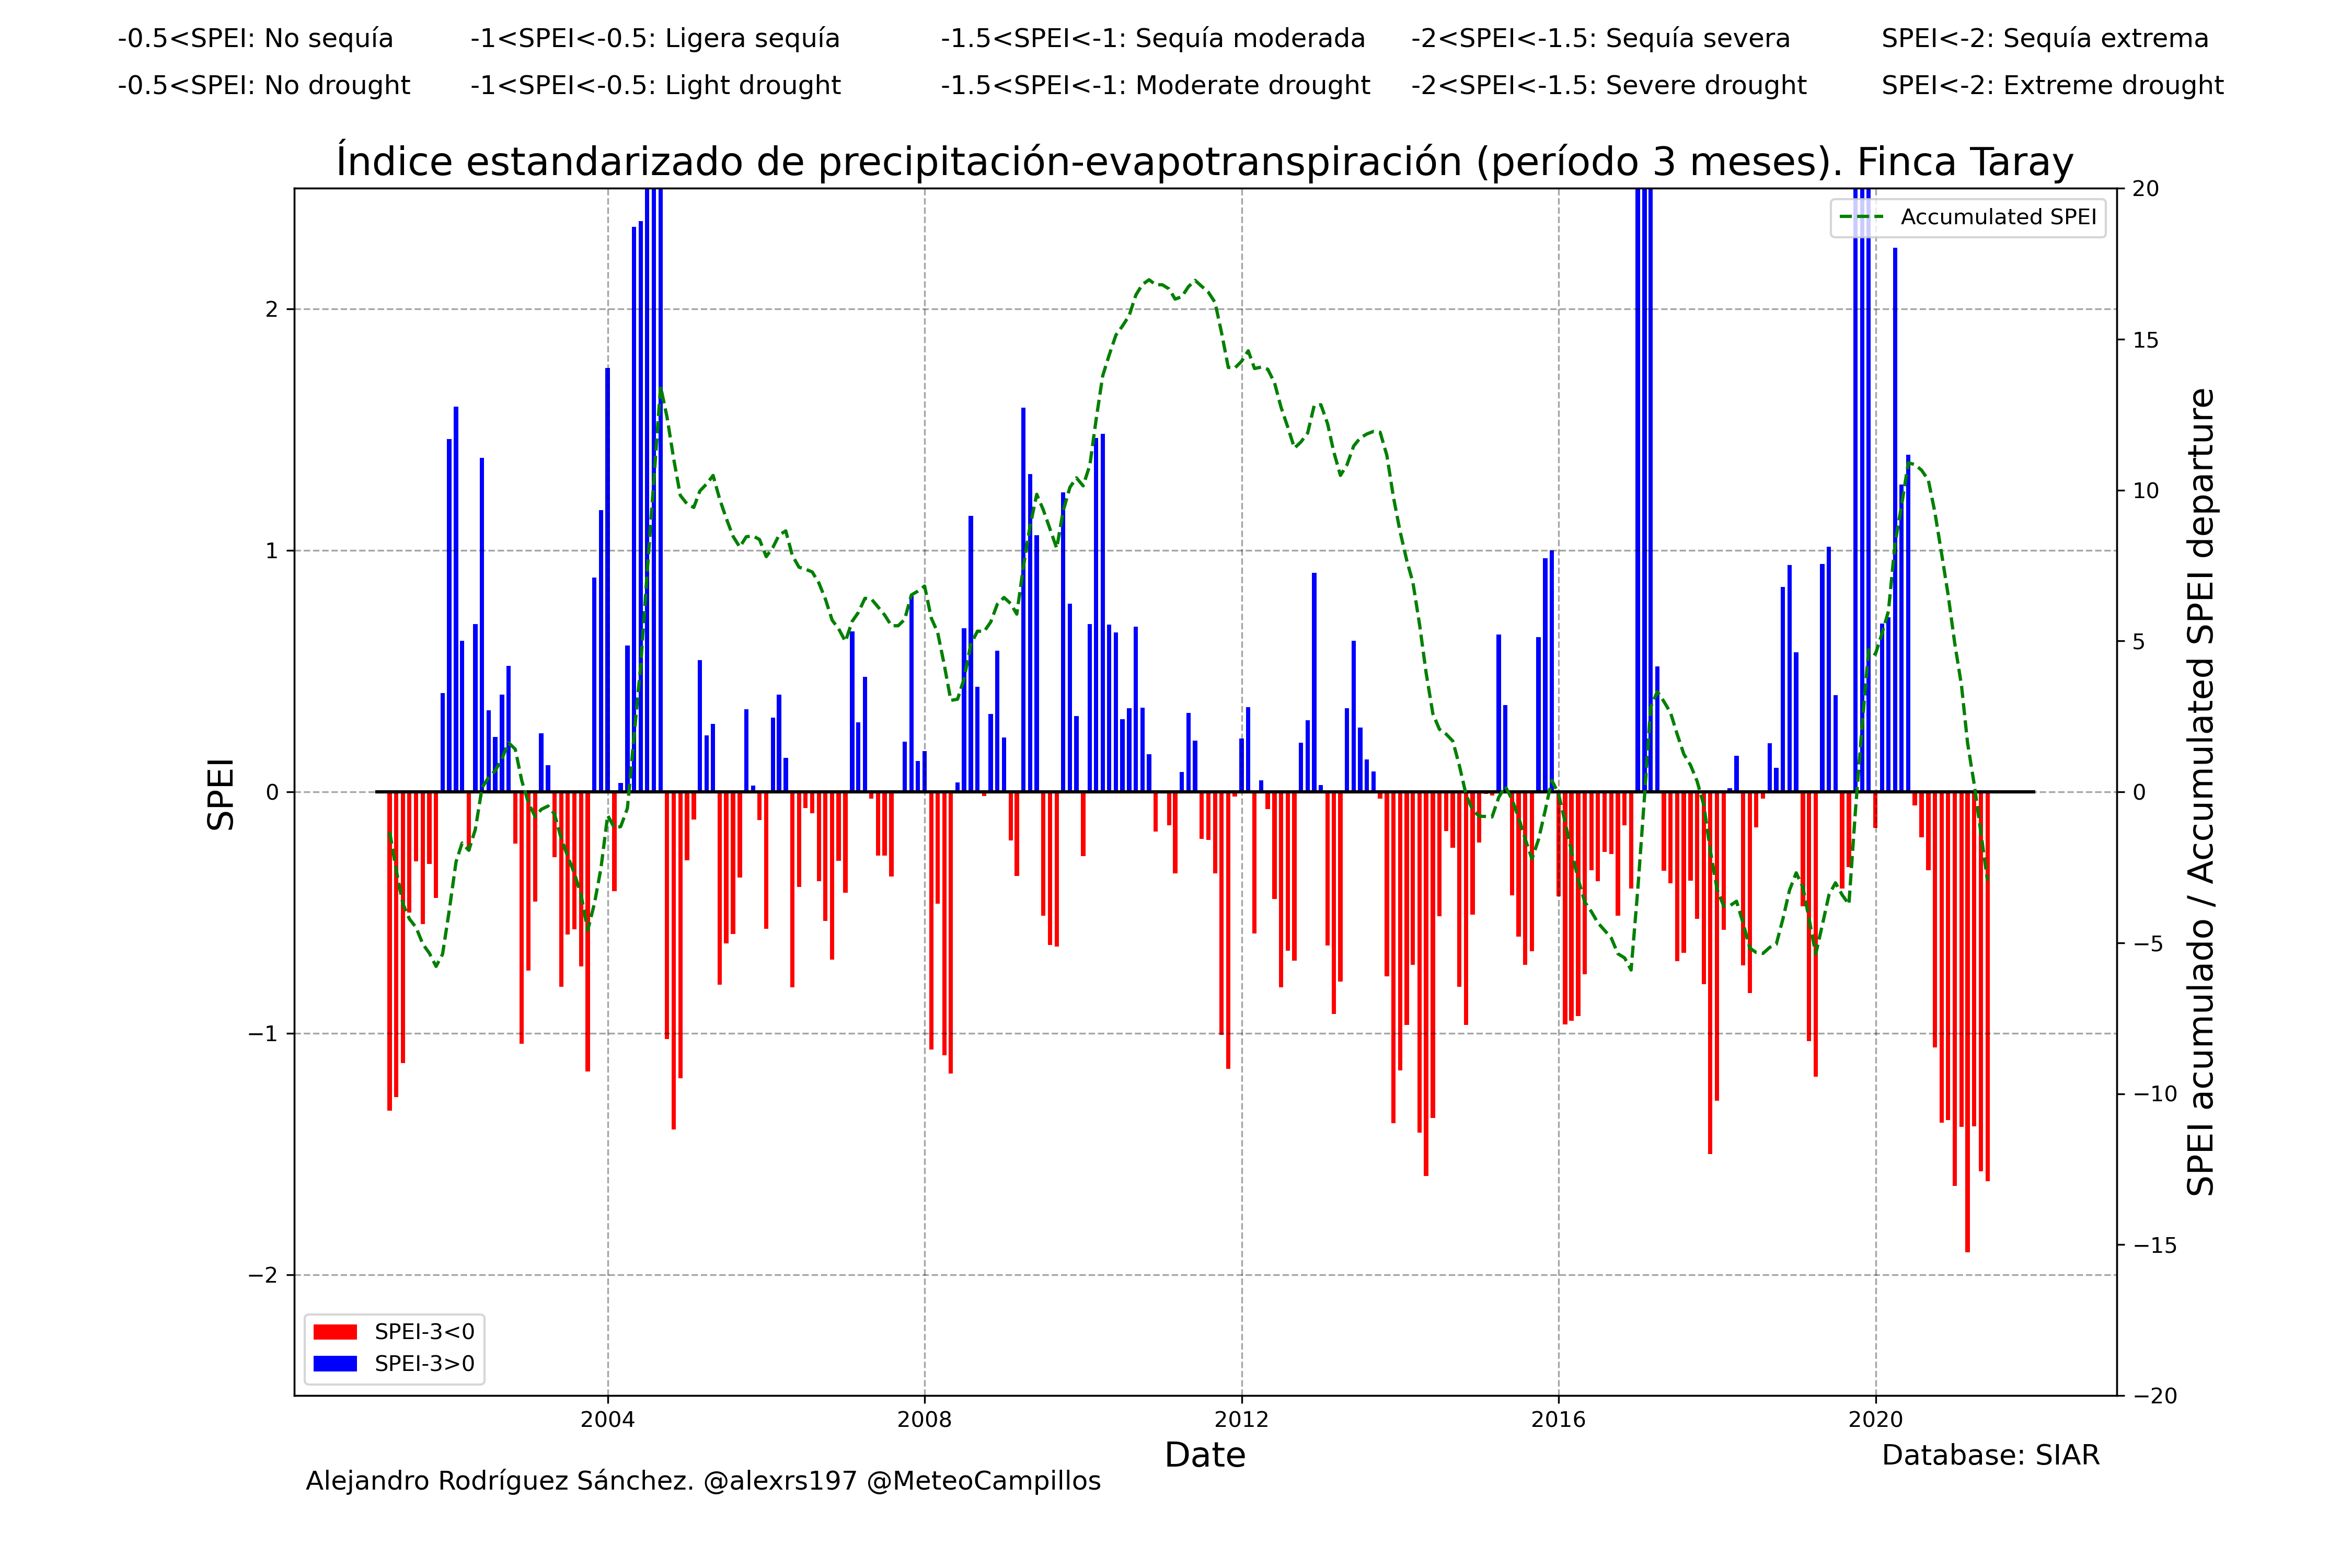 -0.5<SPEI: No sequía -1<SPEI<-0.5: Ligera sequía -1.5<SPEI<-1: Sequía moderada -2<SPEI<-1.5: Sequía severa SPEI<-2: Sequía extrema
-0.5<SPEI: No drought -1<SPEI<-0.5: Light drought -1.5<SPEI<-1: Moderate drought -2<SPEI<-1.5: Severe drought SPEI<-2: Extreme drought
Índice estandarizado de precipitación-evapotranspiración (período 3 meses). Finca Taray
Accumulated SPEI
SPEI
2
1
0
−1
−2
SPEI-3<0
SPEI-3>0
20
15
10
5
0
−5
−10
−15
−20
SPEI acumulado / Accumulated SPEI departure
2004 2008 2012 2016 2020
Date
Database: SIAR
Alejandro Rodríguez Sánchez. @alexrs197 @MeteoCampillos